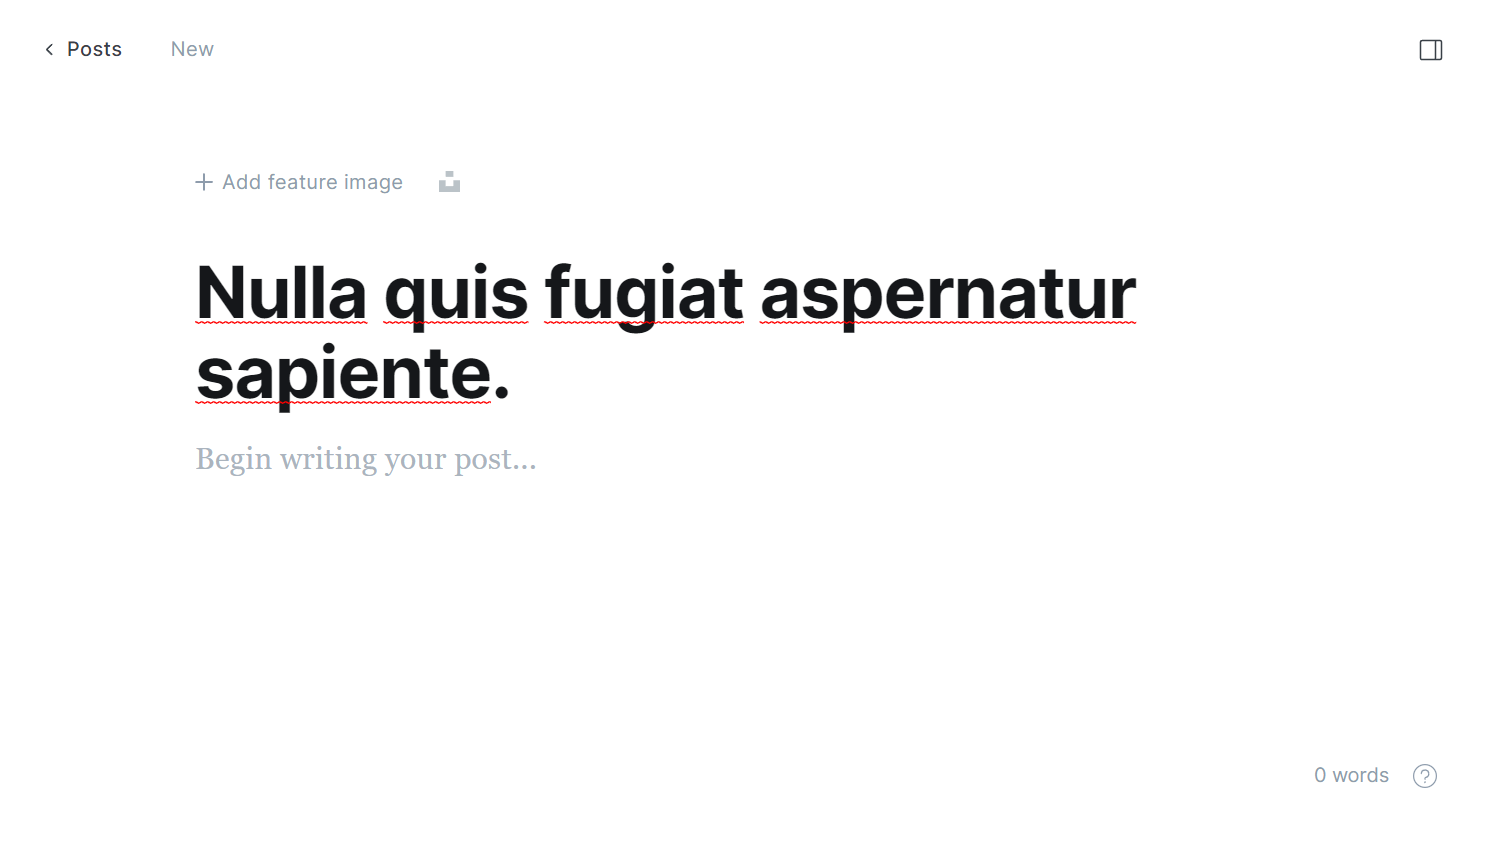 Posts New
Add feature image
Nulla quis fugiat aspernatur
sapiente.
Begin writing your post...
0 words ?